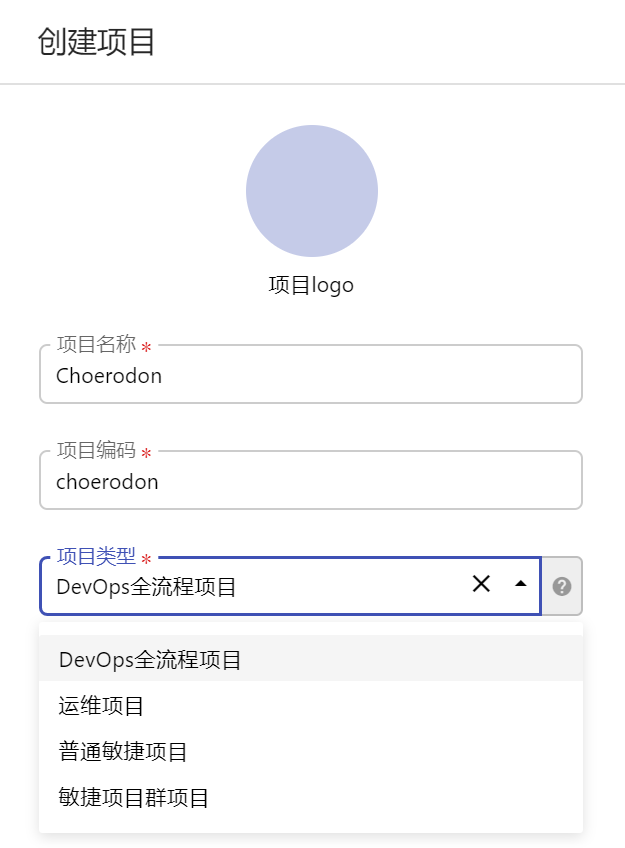 创建项目
项目logo
项目名称 *
Choerodon
项目编码 *
choerodon
项目类型 *
DevOps全流程项目
DevOps全流程项目
运维项目
普通敏捷项目
敏捷项目群项目